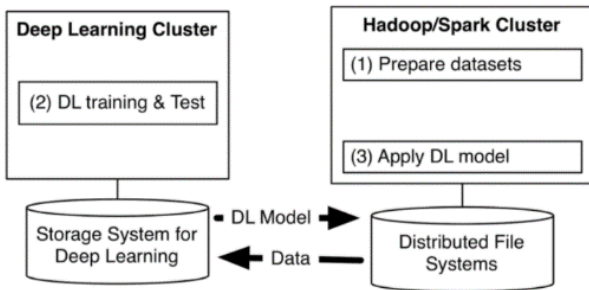 Deep Learning Cluster
(2) DL training & Test
Hadoop/Spark Cluster
(1) Prepare datasets
(3) Apply DL model
Storage System for
Deep Learning
DL Model
Data
Distributed File
Systems